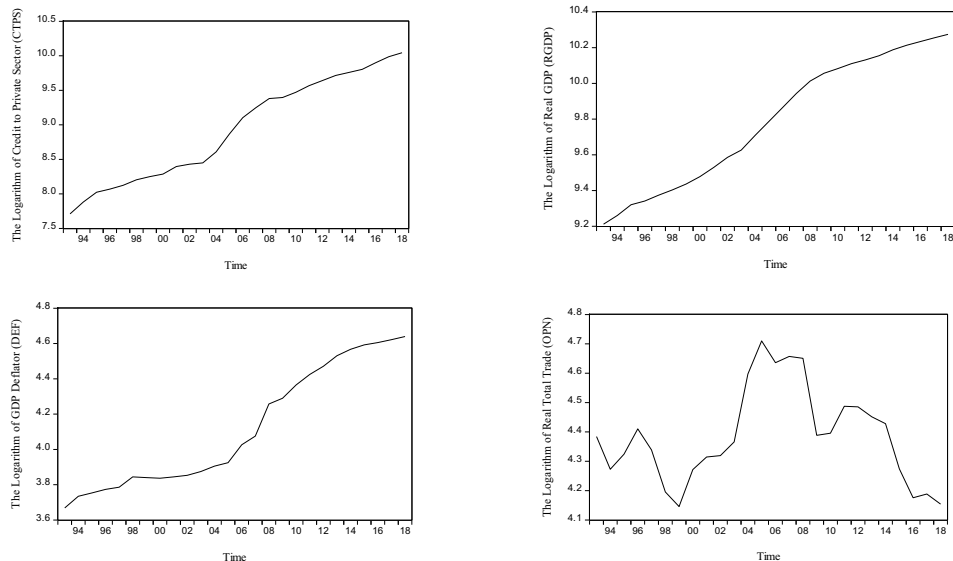 The Logarithm of Credit to Private Sector (CTPS)
10.5
10.0
9.5
9.0
8.5
8.0
7.5
94 96 98 00 02 04 06 08 10 12 14 16 18
Time
The Logarithm of Real GDP (RGDP)
10.4
10.2
10.0
9.8
9.6
9.4
9.2
94 96 98 00 02 04 06 08 10 12 14 16 18
Time
The Logarithm of GDP Deflator (DEF)
4.8
4.6
4.4
4.2
4.0
3.8
3.6
94 96 98 00 02 04 06 08 10 12 14 16 18
Time
The Logarithm of Real Total Trade (OPN)
4.8
4.7
4.6
4.5
4.4
4.3
4.2
4.1
94 96 98 00 02 04 06 08 10 12 14 16 18
Time